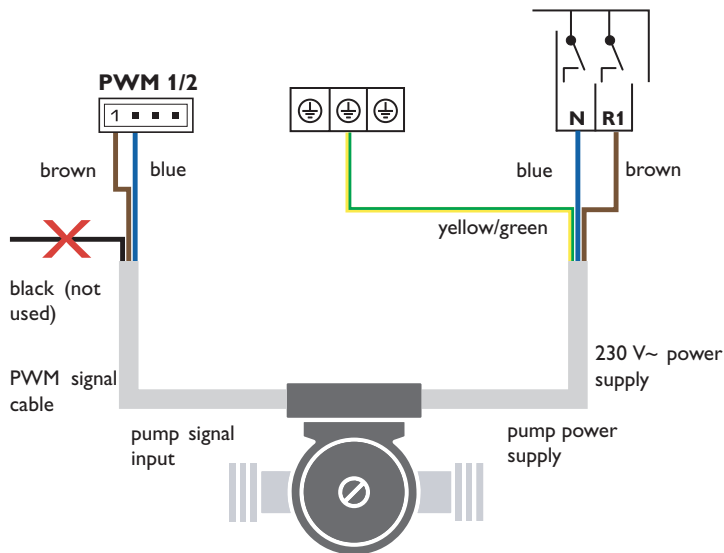 PWM 1/2
1
N R1
brown
blue
blue
brown
yellow/green
black (not
used)
230 V~ power
supply
PWM signal
cable
pump signal
input
pump power
supply